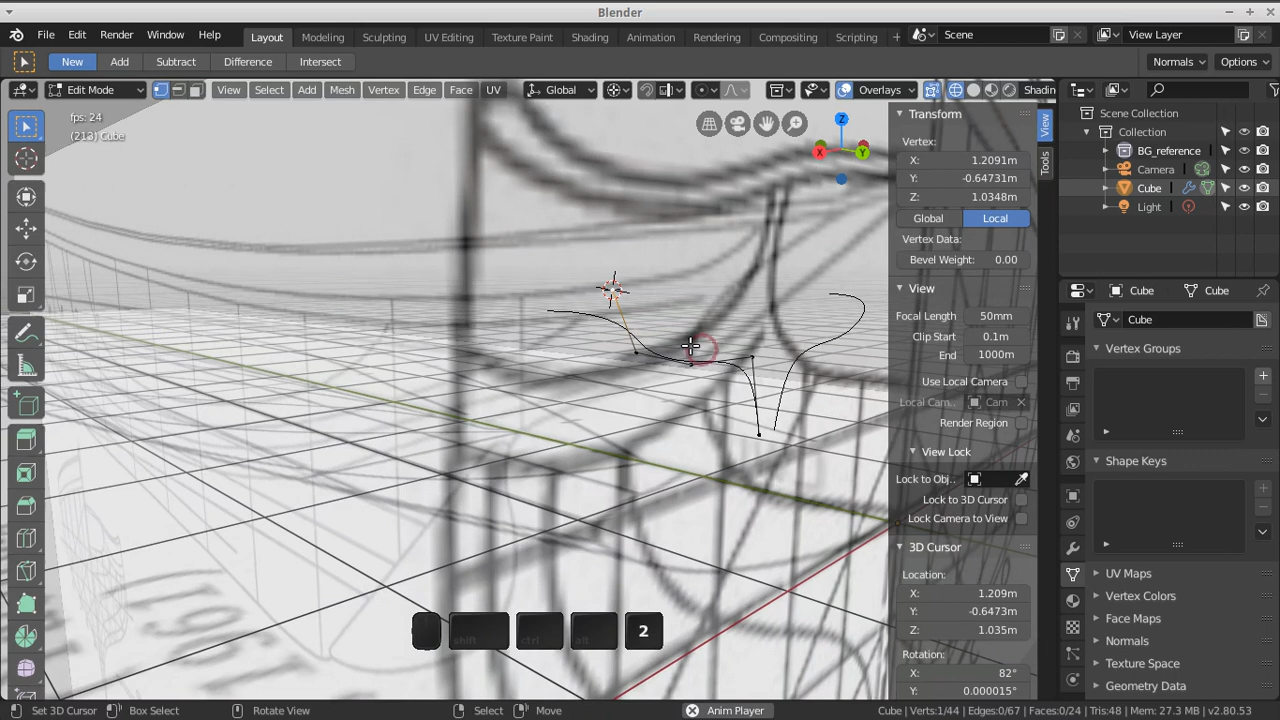 Blender
File Edit Render Window Help Layout Modeling Sculpting UV Editing Texture Paint Shading Animation Rendering Compositing Scripting + Scene View Layer
New Add Subtract Difference Intersect Normals Options
Edit Mode View Select Add Mesh Vertex Edge Face UV Global Overlays Shadin
fps: 24
(213) Cube
Z
X
Y
Transform
Vertex:
X: 1.2091m
Y: -0.64731m
Z: 1.0348m
Global Local
Vertex Data:
Bevel Weight: 0.00
View
Focal Length 50mm
Clip Start 0.1m
End 1000m
Use Local Camera
Local Cam.. Cam
Render Region
View Lock
Lock to Obj..
Lock to 3D Cursor
Lock Camera to View
3D Cursor
Location:
X: 1.209m
Y: -0.6473m
Z: 1.035m
Rotation:
X: 82°
Y: 0.000015°
View
Tools
Scene Collection
Collection
BG_reference
Camera
Cube
Light
Cube Cube
Cube
Vertex Groups
Shape Keys
UV Maps
Vertex Colors
Face Maps
Normals
Texture Space
Geometry Data
shift ctrl alt 2
Set 3D Cursor Box Select Rotate View Select Move Anim Player Cube | Verts:1/44 | Edges:0/67 | Faces:0/24 | Tris:48 | Mem: 27.3 MB | v2.80.53